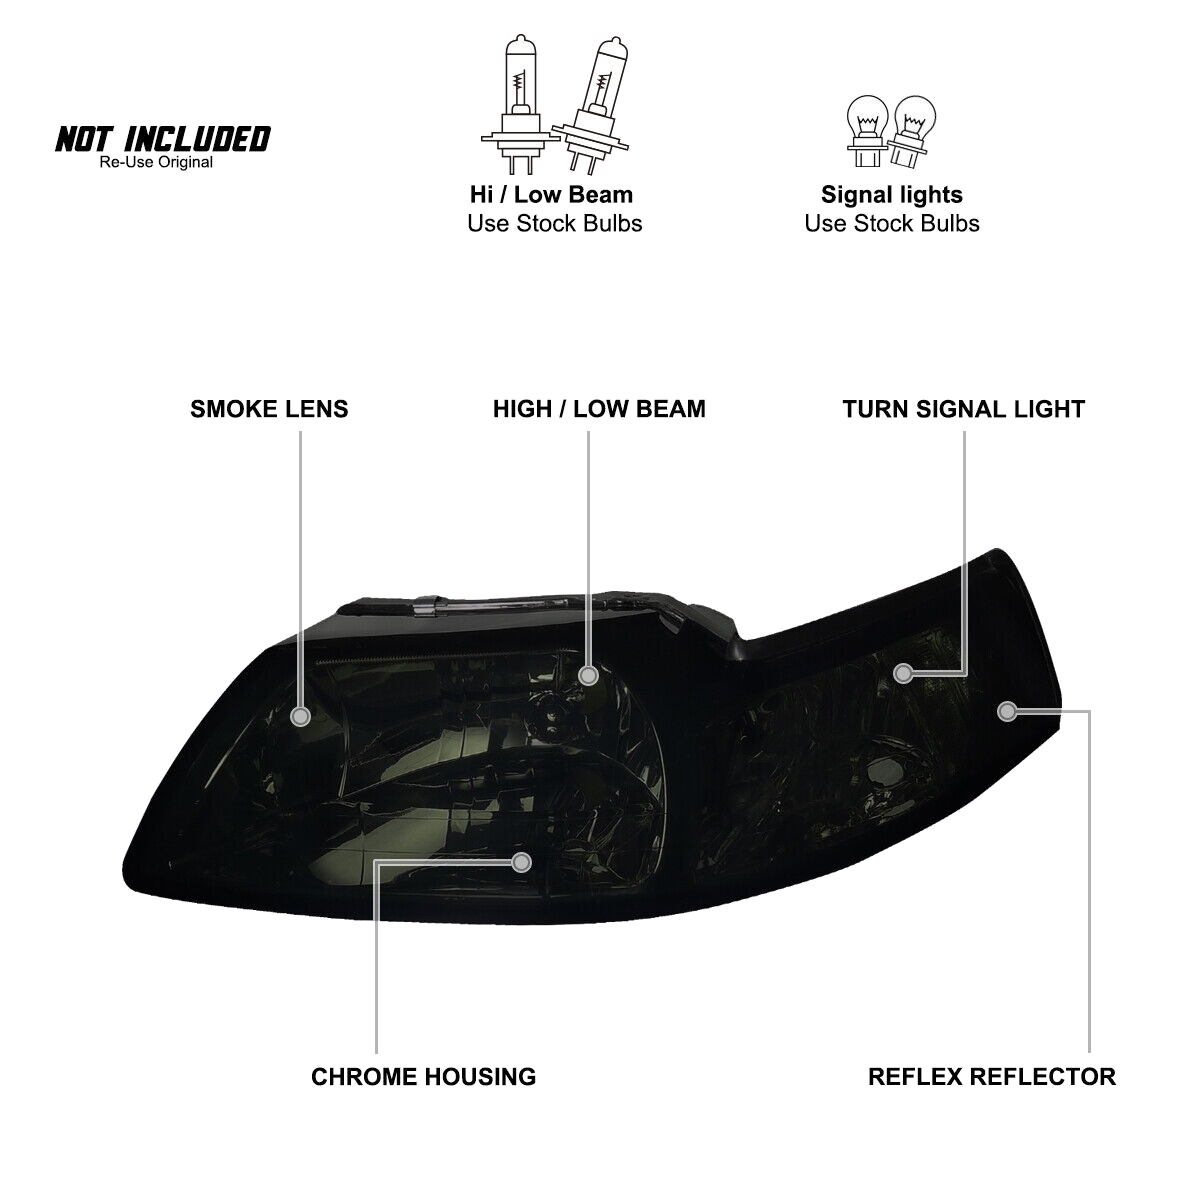 NOT INCLUDED
Re-Use Original
Hi / Low Beam
Use Stock Bulbs
Signal lights
Use Stock Bulbs
SMOKE LENS
HIGH / LOW BEAM
TURN SIGNAL LIGHT
CHROME HOUSING
REFLEX REFLECTOR